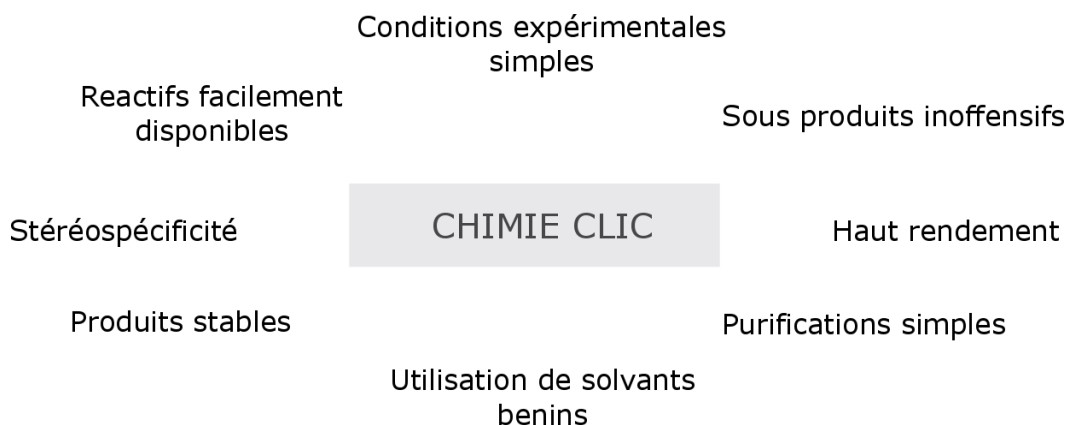 Conditions expérimentales
simples
Reactifs facilement
disponibles
Sous produits inoffensifs
Stéréospécificité
CHIMIE CLIC
Haut rendement
Produits stables
Purifications simples
Utilisation de solvants
benins